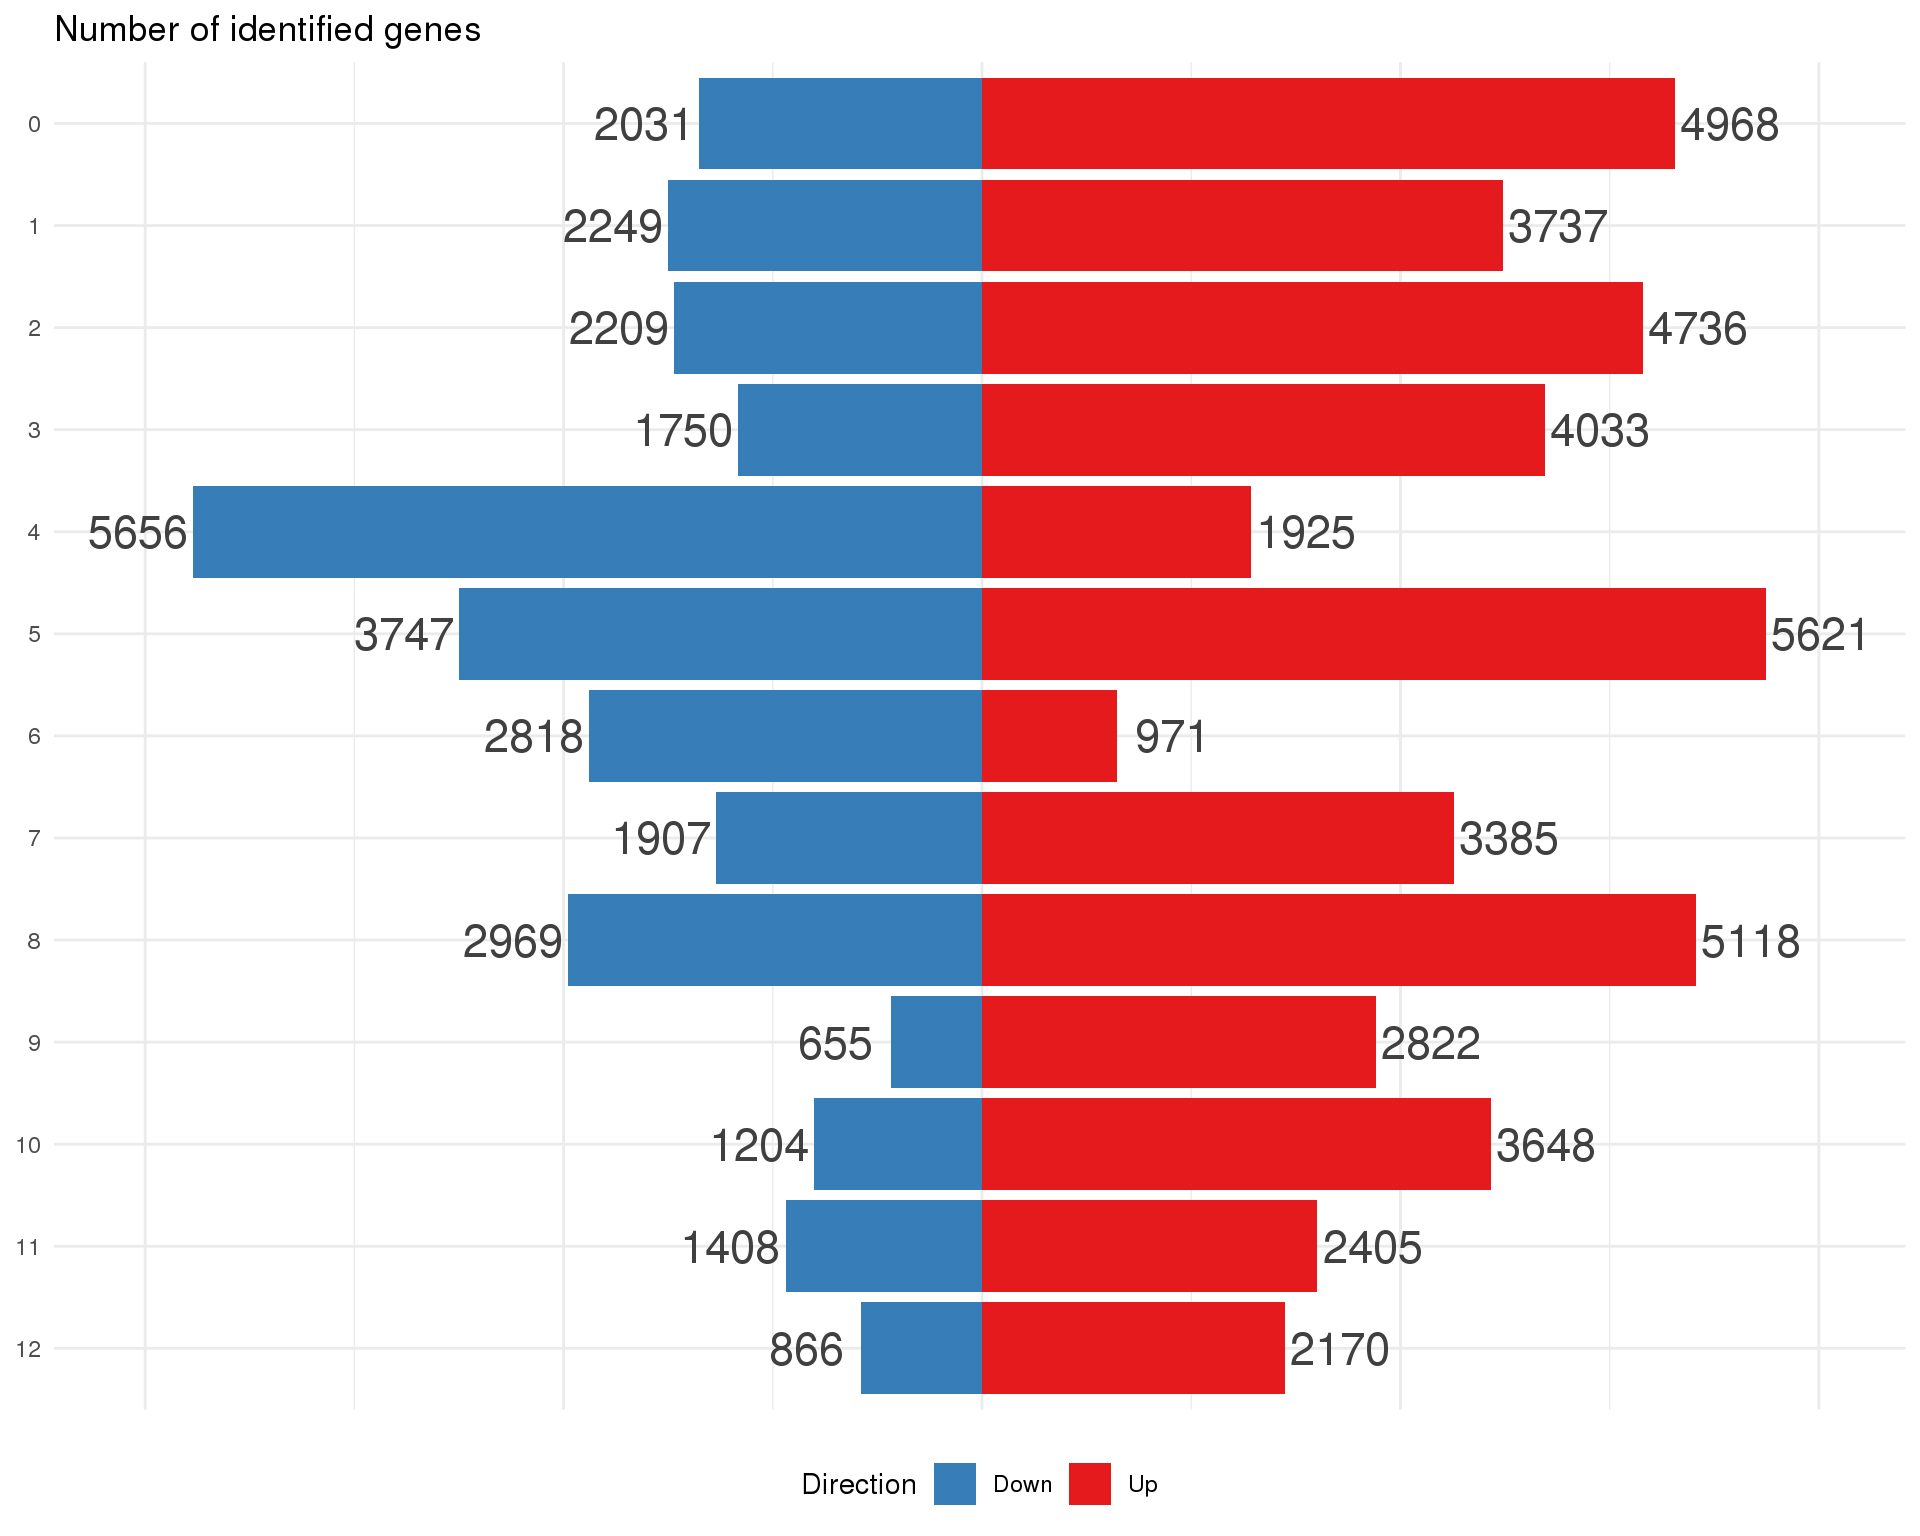 Number of identified genes
0 2031 4968
1 2249 3737
2 2209 4736
3 1750 4033
4 5656 1925
5 3747 5621
6 2818 971
7 1907 3385
8 2969 5118
9 655 2822
10 1204 3648
11 1408 2405
12 866 2170
Direction Down Up